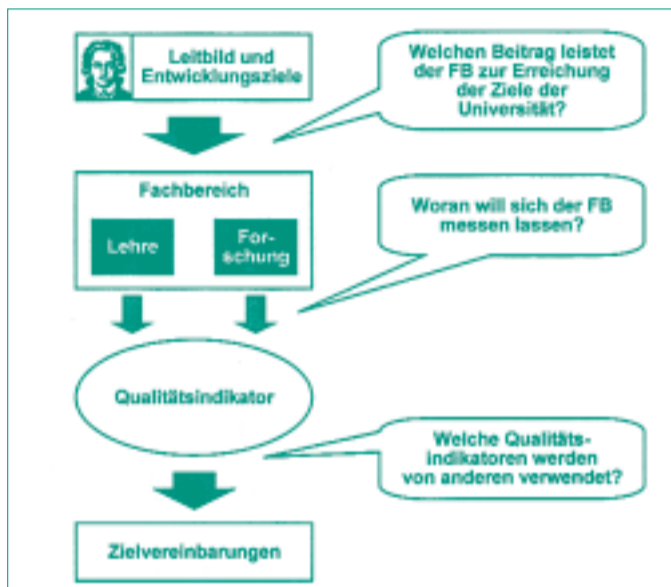 Leitbild und
Entwicklungsziele
Welchen Beitrag leistet
der FB zur Erreichung
der Ziele der
Universität?
Fachbereich
Lehre
For-
schung
Woran will sich der FB
messen lassen?
Qualitätsindikator
Welche Qualitäts-
indikatoren werden
von anderen verwendet?
Zielvereinbarungen